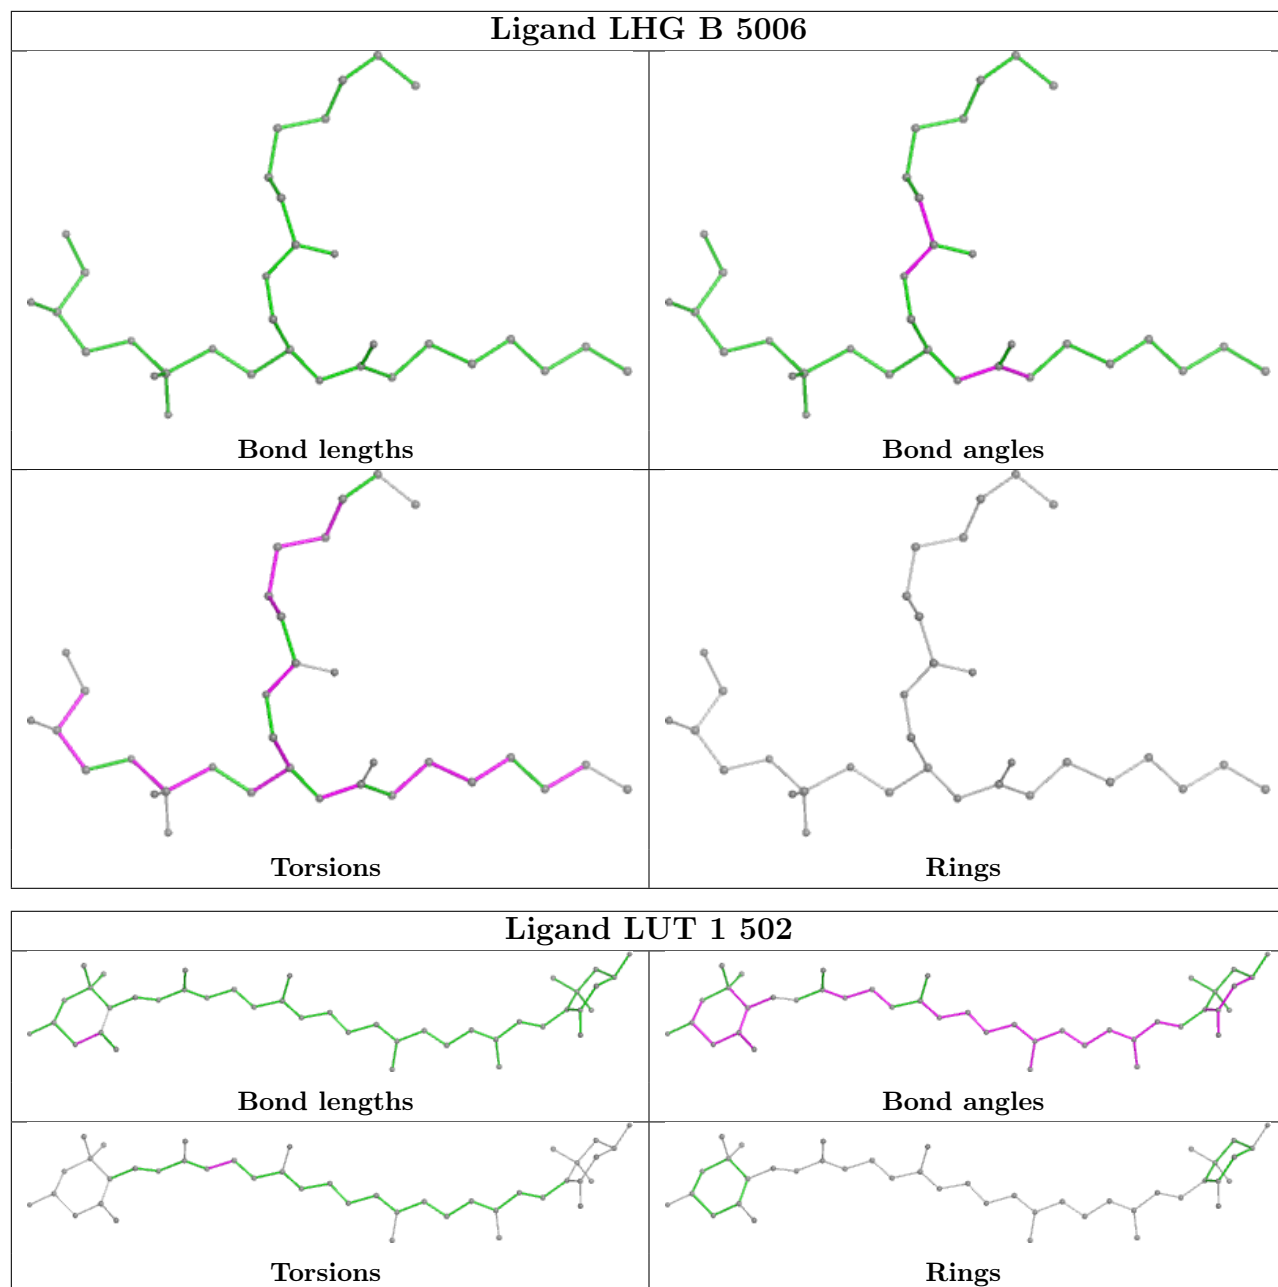 Ligand LHG B 5006
Bond lengths
Bond angles
Torsions
Rings
Ligand LUT 1 502
Bond lengths
Bond angles
Torsions
Rings